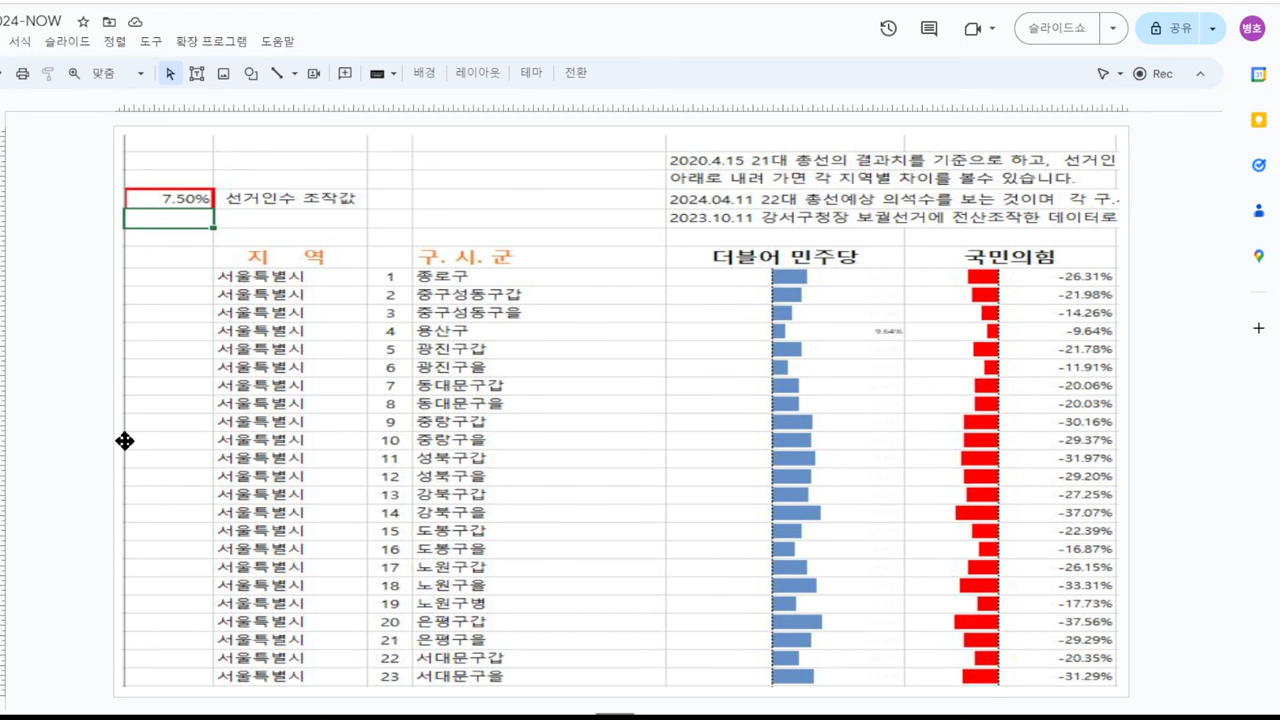 024-NOW
서식 슬라이드 정렬 도구 확장 프로그램 도움말
슬라이드쇼
공유
병호
맞춤
배경 레이아웃 테마 전환
Rec
31
2020.4.15 21대 총선의 결과치를 기준으로 하고, 선거인
아래로 내려 가면 각 지역별 차이를 볼수 있습니다.
7.50% 선거인수 조작값
2024.04.11 22대 총선예상 의석수를 보는 것이며 각 구.
2023.10.11 강서구청장 보궐선거에 전산조작한 데이터로
지 역 구. 시. 군 더불어 민주당 국민의힘
서울특별시 1 종로구 -26.31%
서울특별시 2 중구성동구갑 -21.98%
서울특별시 3 중구성동구을 -14.26%
서울특별시 4 용산구 9.64% -9.64%
서울특별시 5 광진구갑 -21.78%
서울특별시 6 광진구을 -11.91%
서울특별시 7 동대문구갑 -20.06%
서울특별시 8 동대문구을 -20.03%
서울특별시 9 중랑구갑 -30.16%
서울특별시 10 중랑구을 -29.37%
서울특별시 11 성북구갑 -31.97%
서울특별시 12 성북구을 -29.20%
서울특별시 13 강북구갑 -27.25%
서울특별시 14 강북구을 -37.07%
서울특별시 15 도봉구갑 -22.39%
서울특별시 16 도봉구을 -16.87%
서울특별시 17 노원구갑 -26.15%
서울특별시 18 노원구을 -33.31%
서울특별시 19 노원구병 -17.73%
서울특별시 20 은평구갑 -37.56%
서울특별시 21 은평구을 -29.29%
서울특별시 22 서대문구갑 -20.35%
서울특별시 23 서대문구을 -31.29%